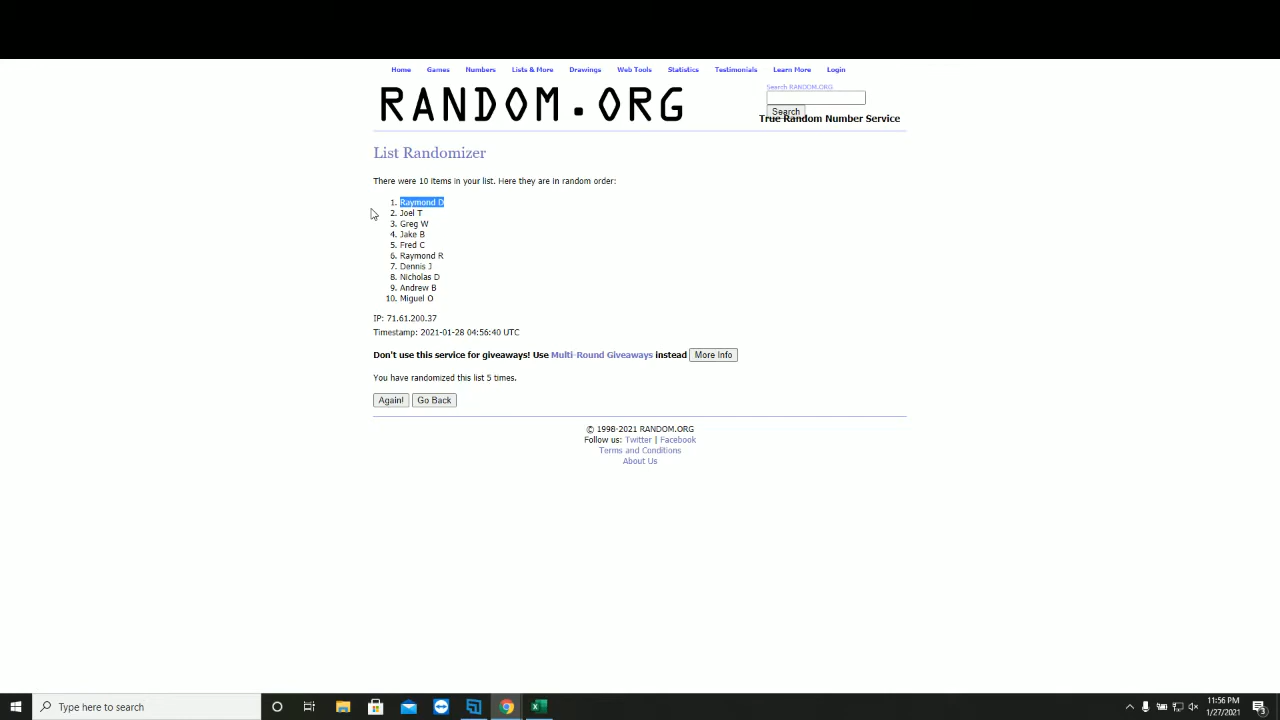 Home Games Numbers Lists & More Drawings Web Tools Statistics Testimonials Learn More Login
Search RANDOM.ORG
RANDOM.ORG
Search
True Random Number Service
List Randomizer
There were 10 items in your list. Here they are in random order:
1. Raymond D
2. Joel T
3. Greg W
4. Jake B
5. Fred C
6. Raymond R
7. Dennis J
8. Nicholas D
9. Andrew B
10. Miguel O
IP: 71.61.200.37
Timestamp: 2021-01-28 04:56:40 UTC
Don't use this service for giveaways! Use Multi-Round Giveaways instead More Info
You have randomized this list 5 times.
Again! Go Back
© 1998-2021 RANDOM.ORG
Follow us: Twitter | Facebook
Terms and Conditions
About Us
Type here to search
11:56 PM
1/27/2021
3